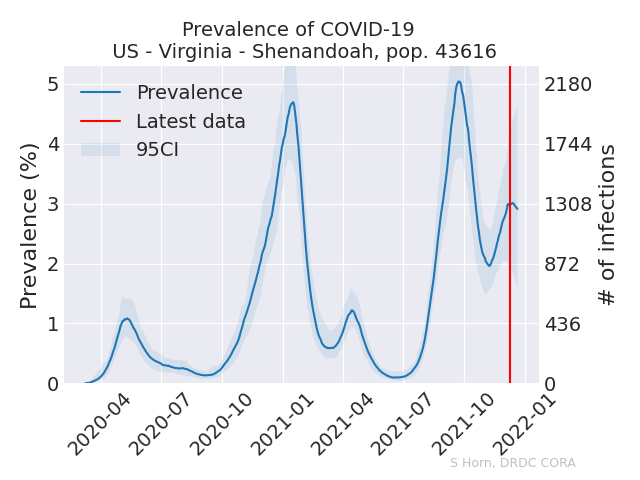 Prevalence of COVID-19
US - Virginia - Shenandoah, pop. 43616
Prevalence
Latest data
95CI
Prevalence (%)
5
4
3
2
1
0
2180
1744
1308
872
436
0
# of infections
2020-04
2020-07
2020-10
2021-01
2021-04
2021-07
2021-10
2022-01
S Horn, DRDC CORA